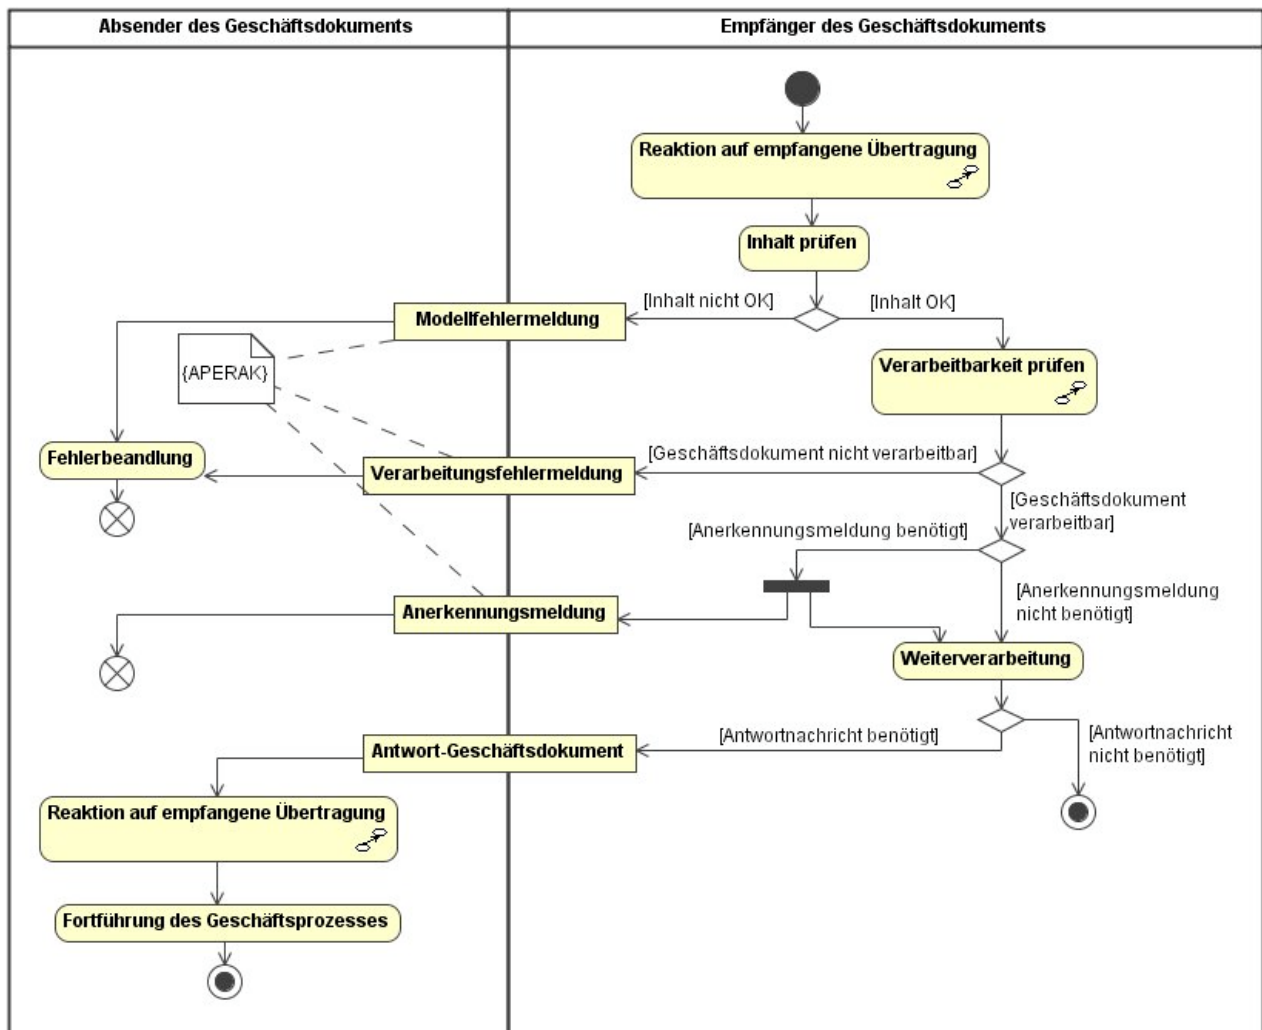 Absender des Geschäftsdokuments
Empfänger des Geschäftsdokuments
Reaktion auf empfangene Übertragung
Inhalt prüfen
[Inhalt nicht OK]
[Inhalt OK]
Modellfehlermeldung
{APERAK}
Verarbeitbarkeit prüfen
Fehlerbeandlung
[Geschäftsdokument nicht verarbeitbar]
Verarbeitungsfehlermeldung
[Geschäftsdokument
verarbeitbar]
[Anerkennungsmeldung benötigt]
Anerkennungsmeldung
[Anerkennungsmeldung
nicht benötigt]
Weiterverarbeitung
[Antwortnachricht benötigt]
[Antwortnachricht
nicht benötigt]
Antwort-Geschäftsdokument
Reaktion auf empfangene Übertragung
Fortführung des Geschäftsprozesses